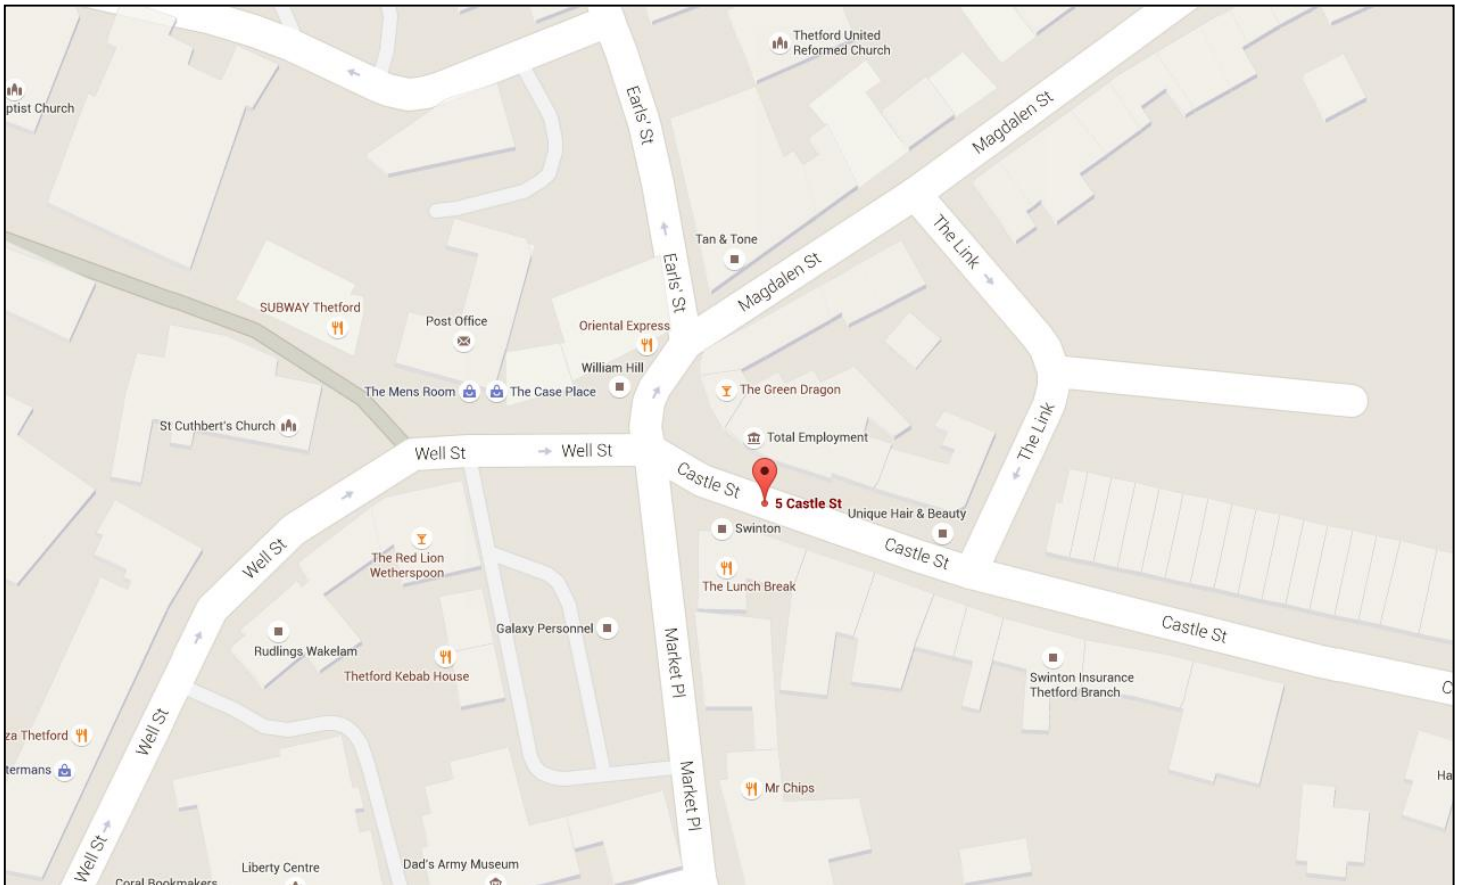 Thetford United
Reformed Church
ptist Church
Earls' St
Magdalen St
Tan & Tone
The Link
Earls' St
Magdalen St
SUBWAY Thetford
Post Office
Oriental Express
William Hill
The Mens Room
The Case Place
The Green Dragon
St Cuthbert's Church
Total Employment
The Link
Well St
Well St
Castle St
5 Castle St
Unique Hair & Beauty
Swinton
Well St
The Red Lion
Wetherspoon
Castle St
The Lunch Break
Galaxy Personnel
Castle St
Rudlings Wakelam
Market Pl
Thetford Kebab House
Swinton Insurance
Thetford Branch
C
Well St
za Thetford
termans
Market Pl
Mr Chips
Ha
Well St
Liberty Centre
Dad's Army Museum
Coral Bookmakers